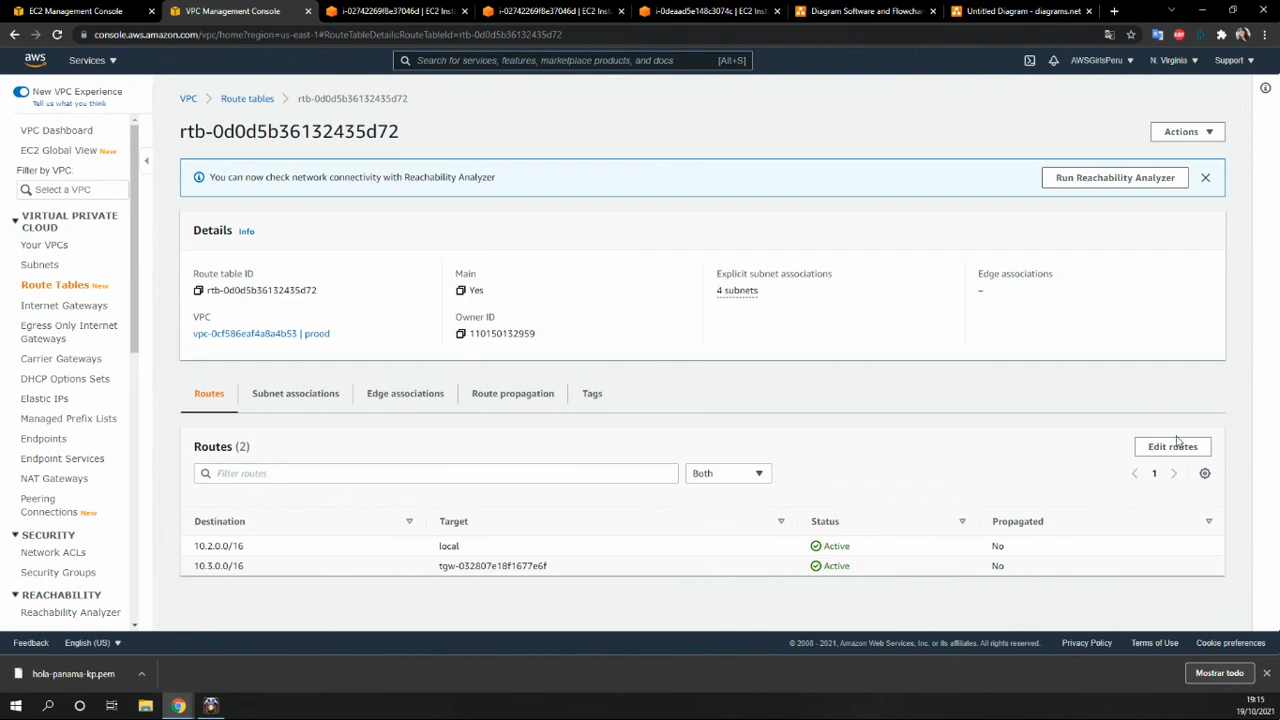 EC2 Management Console
VPC Management Console
i-02742269f8e37046d | EC2 Inst
i-02742269f8e37046d | EC2 Inst
i-0deaad5e148c3074c | EC2 Inst
Diagram Software and Flowchar
Untitled Diagram - diagrams.net
console.aws.amazon.com/vpc/home?region=us-east-1#RouteTableDetails:RouteTableId=rtb-0d0d5b36132435d72
aws
Services
Search for services, features, marketplace products, and docs
[Alt+S]
AWSGirlsPeru
N. Virginia
Support
New VPC Experience
Tell us what you think
VPC Dashboard
EC2 Global View New
Filter by VPC:
Select a VPC
VIRTUAL PRIVATE
CLOUD
Your VPCs
Subnets
Route Tables New
Internet Gateways
Egress Only Internet
Gateways
Carrier Gateways
DHCP Options Sets
Elastic IPs
Managed Prefix Lists
Endpoints
Endpoint Services
NAT Gateways
Peering
Connections New
SECURITY
Network ACLs
Security Groups
REACHABILITY
Reachability Analyzer
VPC
Route tables
rtb-0d0d5b36132435d72
rtb-0d0d5b36132435d72
Actions
You can now check network connectivity with Reachability Analyzer
Run Reachability Analyzer
Details Info
Route table ID
rtb-0d0d5b36132435d72
Main
Yes
Explicit subnet associations
4 subnets
Edge associations
–
VPC
vpc-0cf586eaf4a8a4b53 | prood
Owner ID
110150132959
Routes
Subnet associations
Edge associations
Route propagation
Tags
Routes (2)
Edit routes
Filter routes
Both
1
Destination
Target
Status
Propagated
10.2.0.0/16
local
Active
No
10.3.0.0/16
tgw-032807e18f1677e6f
Active
No
Feedback
English (US)
© 2008 - 2021, Amazon Web Services, Inc. or its affiliates. All rights reserved.
Privacy Policy
Terms of Use
Cookie preferences
hola-panama-kp.pem
Mostrar todo
19:15
19/10/2021